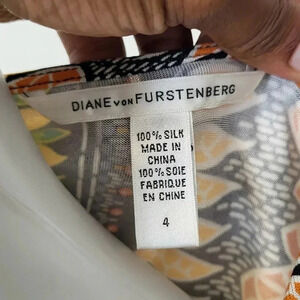 DIANE VON FURSTENBERG
100% SILK
MADE IN
CHINA
100% SOIE
FABRIQUE
EN CHINE
4